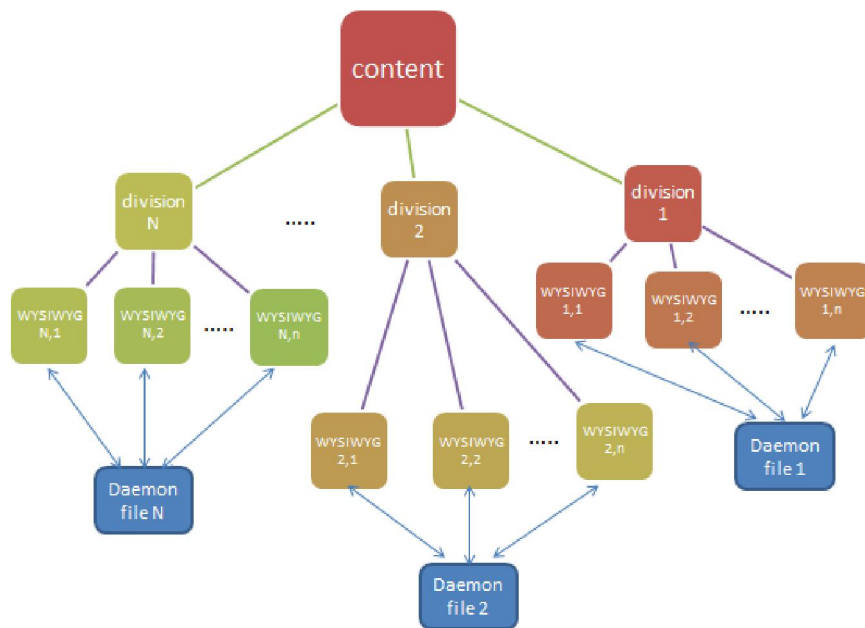 content
division
N
.....
division
2
division
1
WYSIWYG
N,1
WYSIWYG
N,2
.....
WYSIWYG
N,n
WYSIWYG
1,1
WYSIWYG
1,2
.....
WYSIWYG
1,n
WYSIWYG
2,1
WYSIWYG
2,2
.....
WYSIWYG
2,n
Daemon
file 1
Daemon
file N
Daemon
file 2